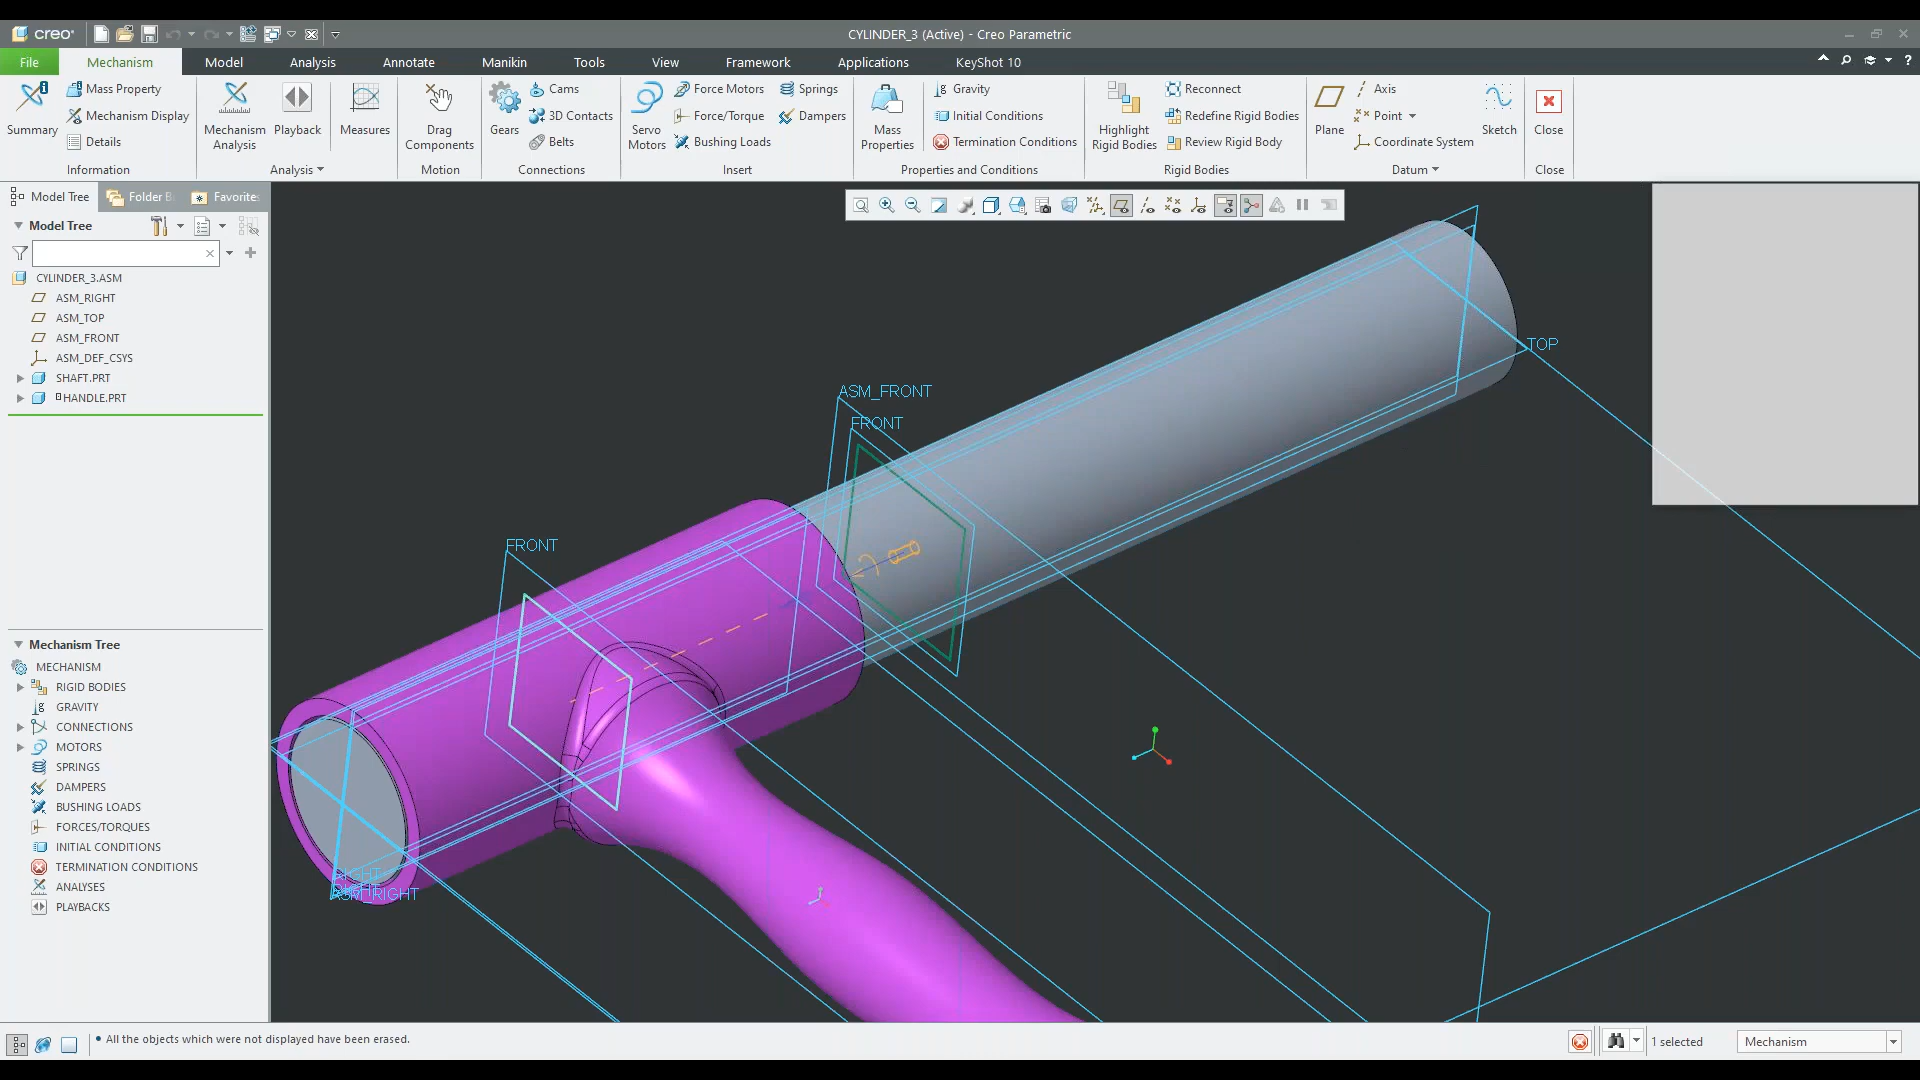 creo
CYLINDER_3 (Active) - Creo Parametric
File
Mechanism
Model
Analysis
Annotate
Manikin
Tools
View
Framework
Applications
KeyShot 10
Summary
Mass Property
Mechanism Display
Details
Information
Mechanism Analysis
Playback
Measures
Analysis
Drag Components
Motion
Gears
Cams
3D Contacts
Belts
Connections
Servo Motors
Force Motors
Force/Torque
Bushing Loads
Springs
Dampers
Insert
Mass Properties
Gravity
Initial Conditions
Termination Conditions
Properties and Conditions
Highlight Rigid Bodies
Reconnect
Redefine Rigid Bodies
Review Rigid Body
Rigid Bodies
Plane
Axis
Point
Coordinate System
Sketch
Datum
Close
Close
Model Tree
Folder B
Favorites
Model Tree
CYLINDER_3.ASM
ASM_RIGHT
ASM_TOP
ASM_FRONT
ASM_DEF_CSYS
SHAFT.PRT
HANDLE.PRT
Mechanism Tree
MECHANISM
RIGID BODIES
GRAVITY
CONNECTIONS
MOTORS
SPRINGS
DAMPERS
BUSHING LOADS
FORCES/TORQUES
INITIAL CONDITIONS
TERMINATION CONDITIONS
ANALYSES
PLAYBACKS
TOP
ASM_FRONT
FRONT
FRONT
RIGHT
RIGHT
ASM_RIGHT
• All the objects which were not displayed have been erased.
1 selected
Mechanism